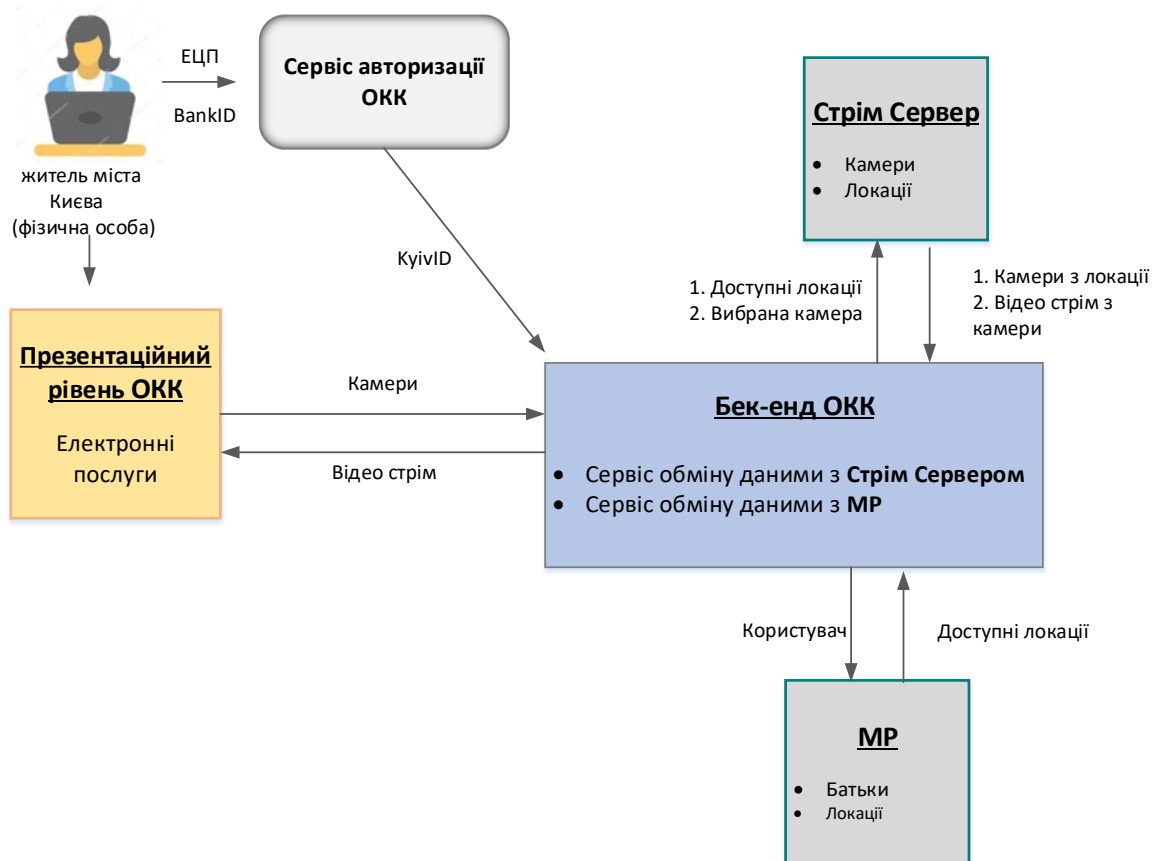 ЕЦП
BankID
Сервіс авторизації
ОКК
житель міста
Києва
(фізична особа)
KyivID
Стрім Сервер
• Камери
• Локації
1. Доступні локації
2. Вибрана камера
1. Камери з локації
2. Відео стрім з
камери
Презентаційний
рівень ОКК
Електронні
послуги
Камери
Відео стрім
Бек-енд ОКК
• Сервіс обміну даними з Стрім Сервером
• Сервіс обміну даними з МР
Користувач
Доступні локації
МР
• Батьки
• Локації